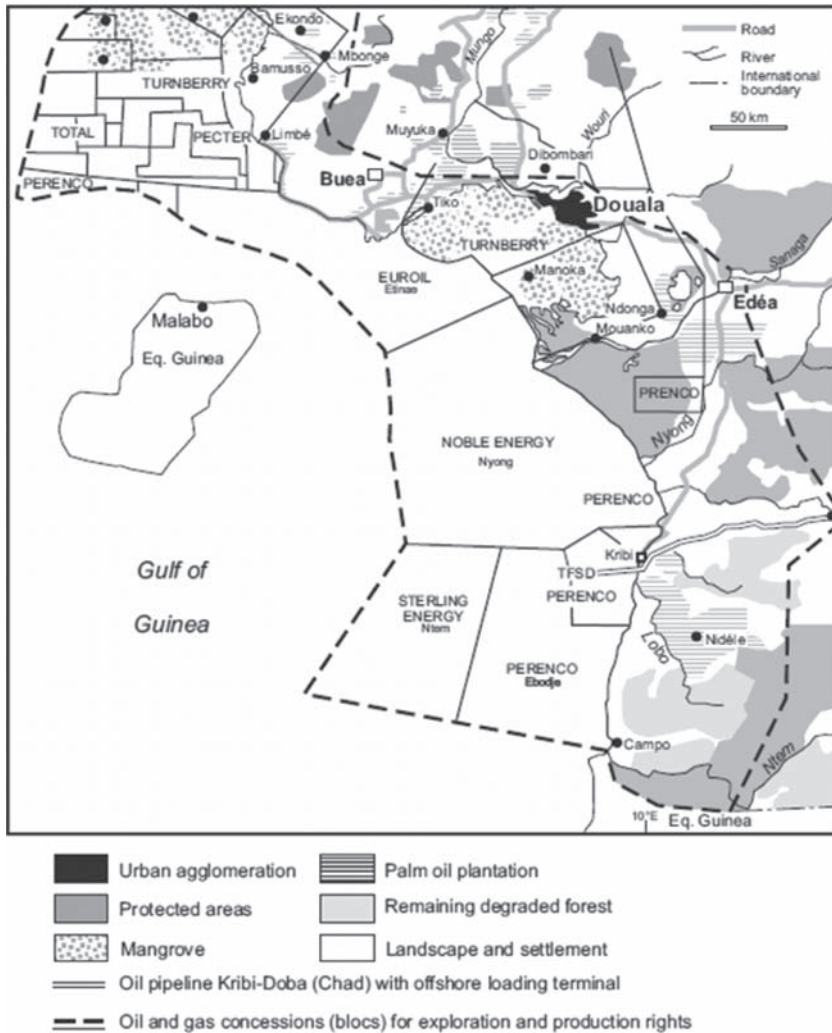 Ekondo
Mbonge
Bamusso
TURNBERRY
TOTAL
PECTER
Limbé
PERENCO
Buea
Muyuka
Mungo
Wouri
Dibombari
Road
River
International
boundary
50 km
Tiko
Douala
TURNBERRY
EUROIL
Etinae
Manoka
Ndonga
Mouanko
Sanaga
Edéa
Malabo
Eq. Guinea
PRENCO
Nyong
NOBLE ENERGY
Nyong
PERENCO
Kribi
TFSD
PERENCO
Gulf of
Guinea
STERLING
ENERGY
Ntem
PERENCO
Ebodje
Lobo
Nidéle
Campo
Ntem
10°E
Eq. Guinea
Urban agglomeration
Palm oil plantation
Protected areas
Remaining degraded forest
Mangrove
Landscape and settlement
Oil pipeline Kribi-Doba (Chad) with offshore loading terminal
Oil and gas concessions (blocs) for exploration and production rights